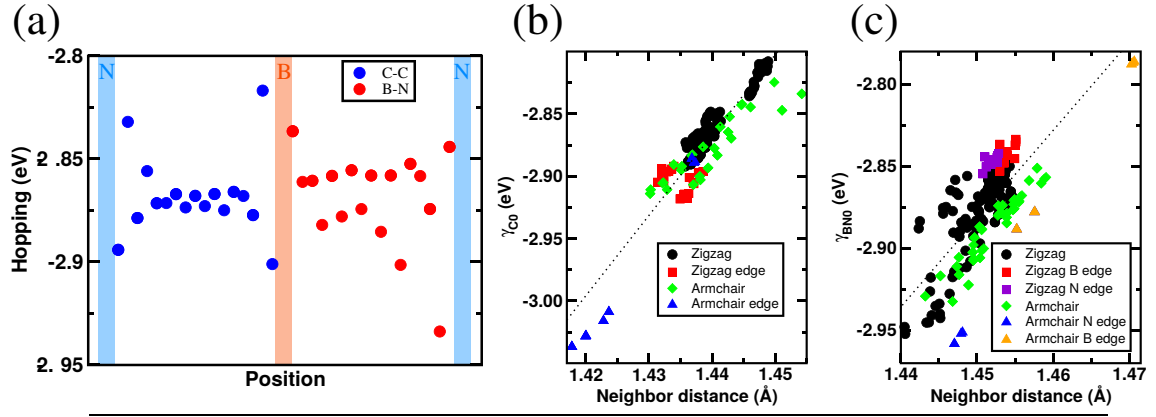 (a)
-2.8
-2.85
-2.9
2. 95
Hopping (eV)
Position
N
B
N
C-C
B-N
(b)
-2.85
-2.90
-2.95
-3.00
γC0 (eV)
1.42
1.43
1.44
1.45
Neighbor distance (Å)
Zigzag
Zigzag edge
Armchair
Armchair edge
(c)
-2.80
-2.85
-2.90
-2.95
γBN0 (eV)
1.44
1.45
1.46
1.47
Neighbor distance (Å)
Zigzag
Zigzag B edge
Zigzag N edge
Armchair
Armchair N edge
Armchair B edge